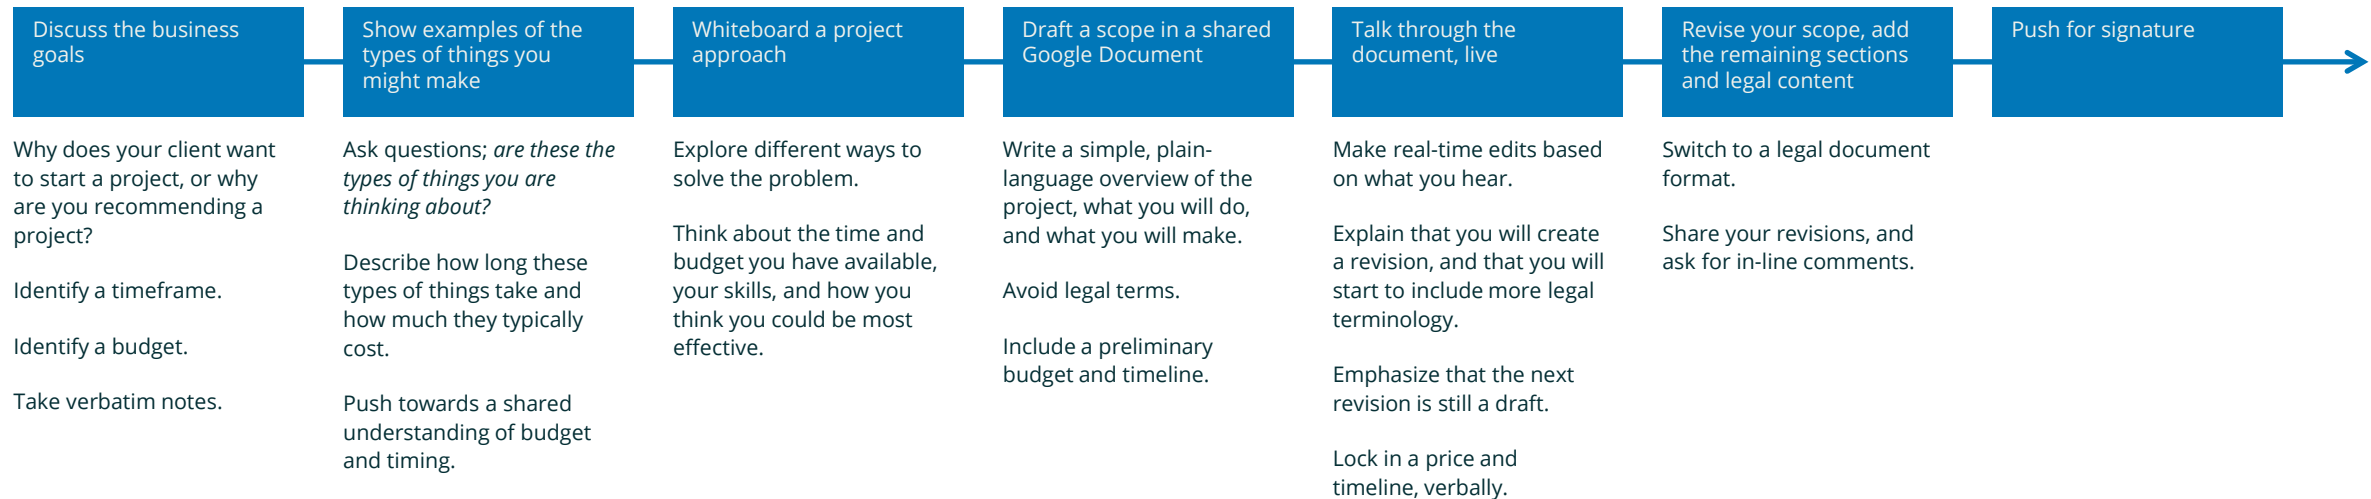 Discuss the business
goals
Why does your client want
to start a project, or why
are you recommending a
project?
Identify a timeframe.
Identify a budget.
Take verbatim notes.
Show examples of the
types of things you
might make
Ask questions; are these the
types of things you are
thinking about?
Describe how long these
types of things take and
how much they typically
cost.
Push towards a shared
understanding of budget
and timing.
Whiteboard a project
approach
Explore different ways to
solve the problem.
Think about the time and
budget you have available,
your skills, and how you
think you could be most
effective.
Draft a scope in a shared
Google Document
Write a simple, plain-
language overview of the
project, what you will do,
and what you will make.
Avoid legal terms.
Include a preliminary
budget and timeline.
Talk through the
document, live
Make real-time edits based
on what you hear.
Explain that you will create
a revision, and that you will
start to include more legal
terminology.
Emphasize that the next
revision is still a draft.
Lock in a price and
timeline, verbally.
Revise your scope, add
the remaining sections
and legal content
Switch to a legal document
format.
Share your revisions, and
ask for in-line comments.
Push for signature